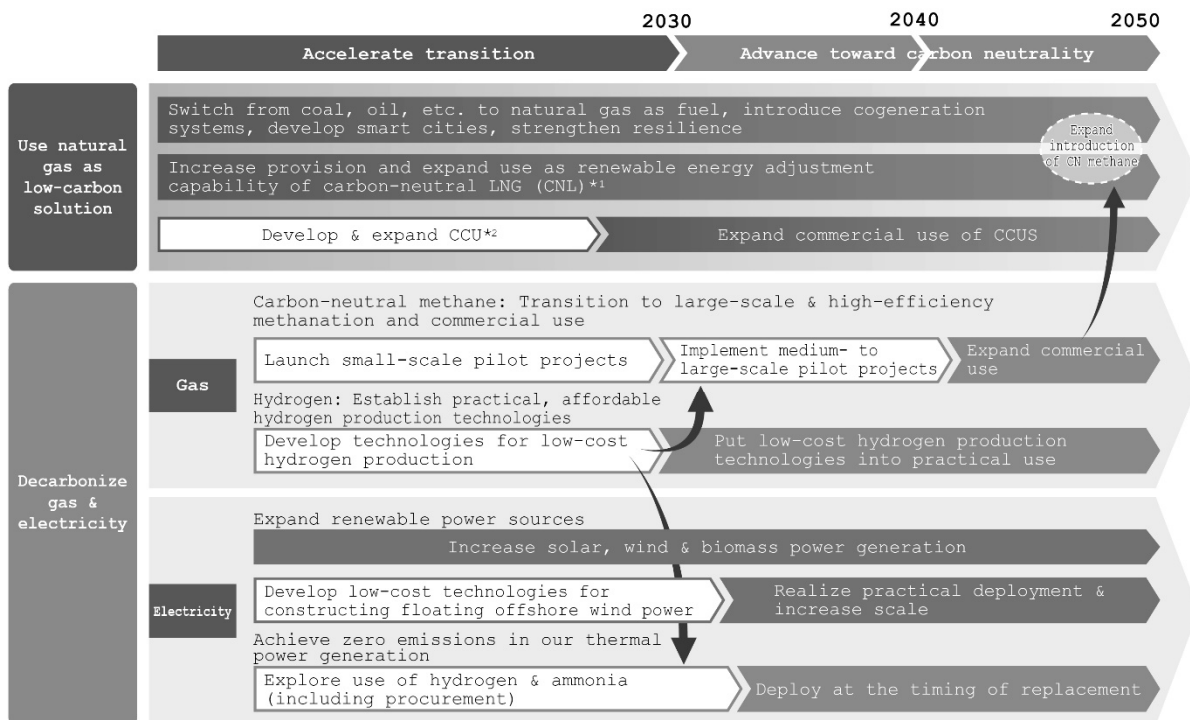 2030
2040
2050
Accelerate transition
Advance toward carbon neutrality
Use natural
gas as
low-carbon
solution
Switch from coal, oil, etc. to natural gas as fuel, introduce cogeneration
systems, develop smart cities, strengthen resilience
Expand
introduction
of CN methane
Increase provision and expand use as renewable energy adjustment
capability of carbon-neutral LNG (CNL)*1
Develop & expand CCU*2
Expand commercial use of CCUS
Decarbonize
gas &
electricity
Gas
Carbon-neutral methane: Transition to large-scale & high-efficiency
methanation and commercial use
Launch small-scale pilot projects
Implement medium- to
large-scale pilot projects
Expand commercial
use
Hydrogen: Establish practical, affordable
hydrogen production technologies
Develop technologies for low-cost
hydrogen production
Put low-cost hydrogen production
technologies into practical use
Electricity
Expand renewable power sources
Increase solar, wind & biomass power generation
Develop low-cost technologies for
constructing floating offshore wind power
Realize practical deployment &
increase scale
Achieve zero emissions in our thermal
power generation
Explore use of hydrogen & ammonia
(including procurement)
Deploy at the timing of replacement